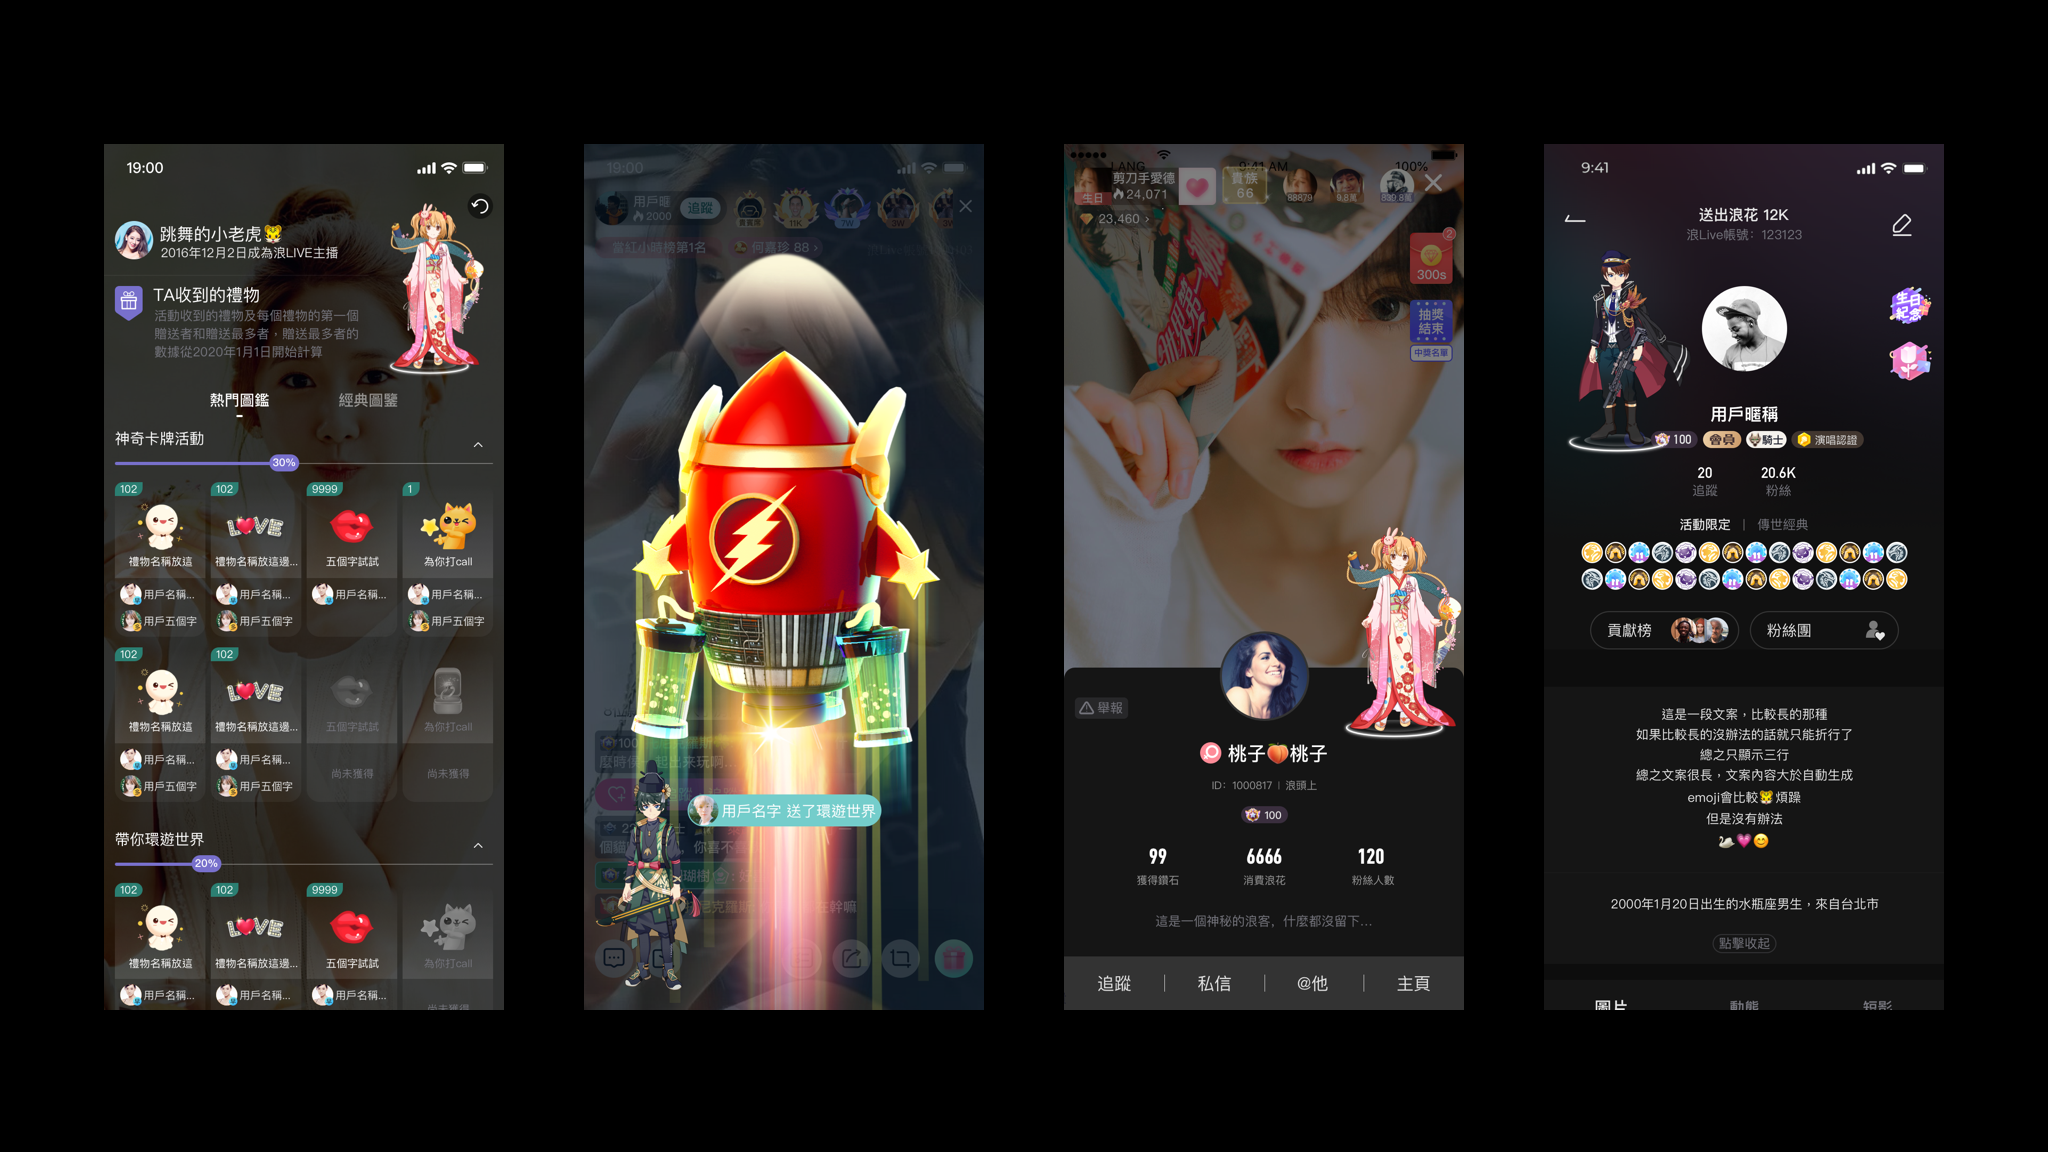 19:00
跳舞的小老虎🐯
2016年12月2日成為浪LIVE主播
TA收到的禮物
活動收到的禮物及每個禮物的第一個
贈送者和贈送最多者,贈送最多者的
數據從2020年1月1日開始計算
熱門圖鑑
經典圖鑒
神奇卡牌活動
30%
102
102
9999
1
LOVE
禮物名稱放這
禮物名稱放這邊...
五個字試試
為你打call
用戶名稱...
用戶名稱...
用戶名稱...
用戶名稱...
用戶五個字
用戶五個字
用戶五個字
102
102
LOVE
禮物名稱放這
禮物名稱放這邊...
五個字試試
為你打call
用戶名稱...
用戶名稱...
尚未獲得
尚未獲得
用戶五個字
用戶五個字
帶你環遊世界
20%
102
102
9999
LOVE
禮物名稱放這
禮物名稱放這邊...
五個字試試
為你打call
用戶名稱...
用戶名稱...
用戶名稱...
尚未獲得
19:00
用戶暱
2000
追蹤
11K
7W
3W
當紅小時榜第1名
何嘉珍 88 >
用戶名字 送了環遊世界
LANG
9:41 AM
100%
剪刀手愛德
24,071
生日
貴族
66
88879
9.8萬
889.8萬
23,460 >
2
300s
抽獎
結束
中獎名單
舉報
桃子🍑桃子
ID: 1000817 | 浪頭上
100
99
6666
120
獲得鑽石
消費浪花
粉絲人數
這是一個神秘的浪客,什麼都沒留下...
追蹤
私信
@他
主頁
9:41
送出浪花 12K
浪Live帳號: 123123
生日
紀念
用戶暱稱
100
會員
騎士
演唱認證
20
20.6K
追蹤
粉絲
活動限定 | 傳世經典
貢獻榜
粉絲團
這是一段文案,比較長的那種
如果比較長的沒辦法的話就只能折行了
總之只顯示三行
總之文案很長,文案內容大於自動生成
emoji會比較🐯煩躁
但是沒有辦法
🦢💗😊
2000年1月20日出生的水瓶座男生,來自台北市
點擊收起
圖片
動態
短影